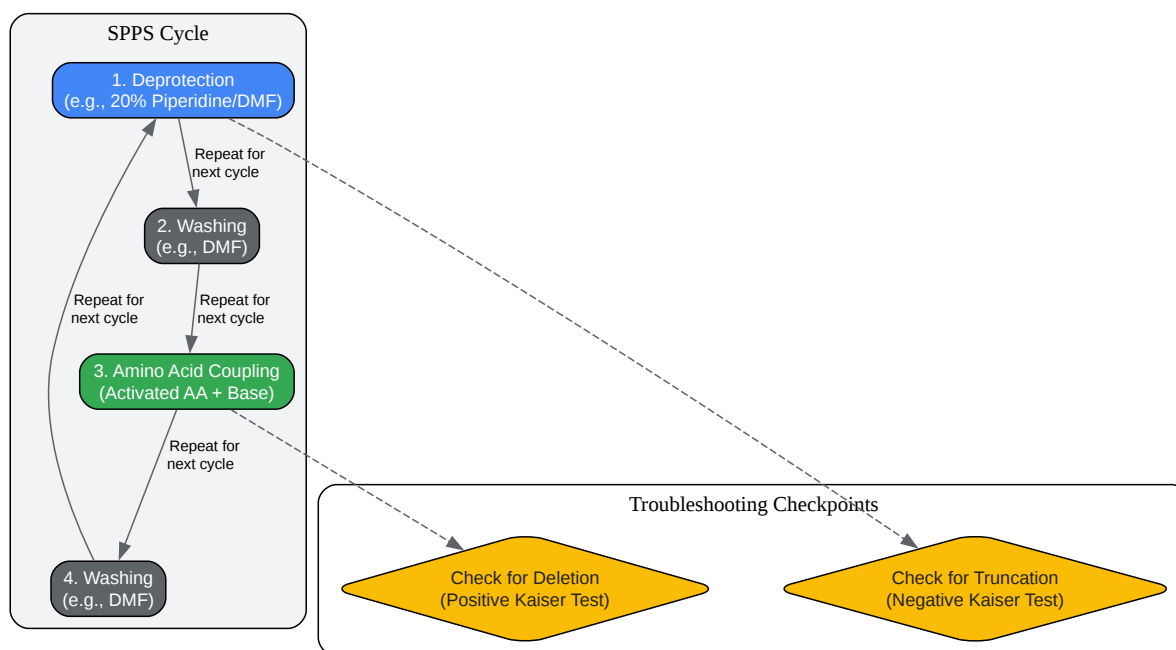 SPPS Cycle
1. Deprotection
(e.g., 20% Piperidine/DMF)
Repeat for
next cycle
2. Washing
(e.g., DMF)
Repeat for
next cycle
Repeat for
next cycle
3. Amino Acid Coupling
(Activated AA + Base)
Repeat for
next cycle
4. Washing
(e.g., DMF)
Troubleshooting Checkpoints
Check for Deletion
(Positive Kaiser Test)
Check for Truncation
(Negative Kaiser Test)